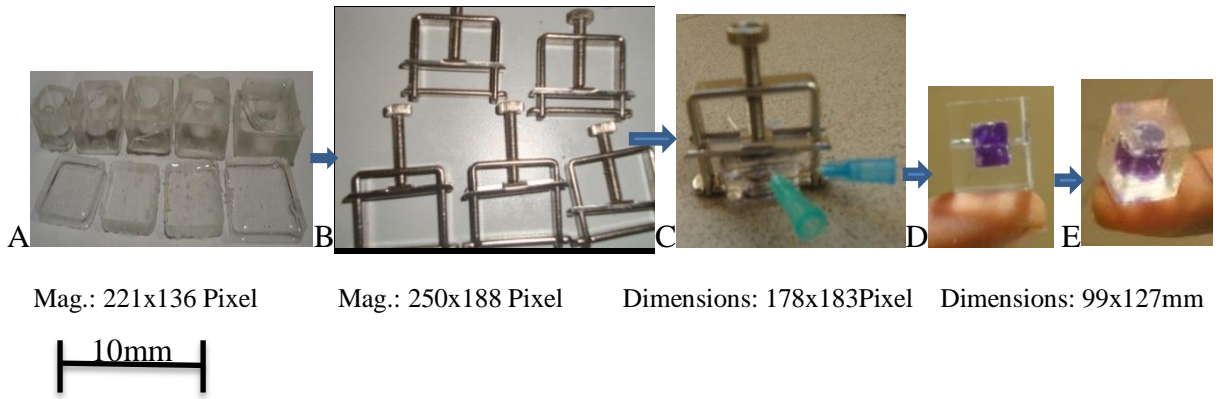 A B C D E
Mag.: 221x136 Pixel Mag.: 250x188 Pixel Dimensions: 178x183Pixel Dimensions: 99x127mm
10mm